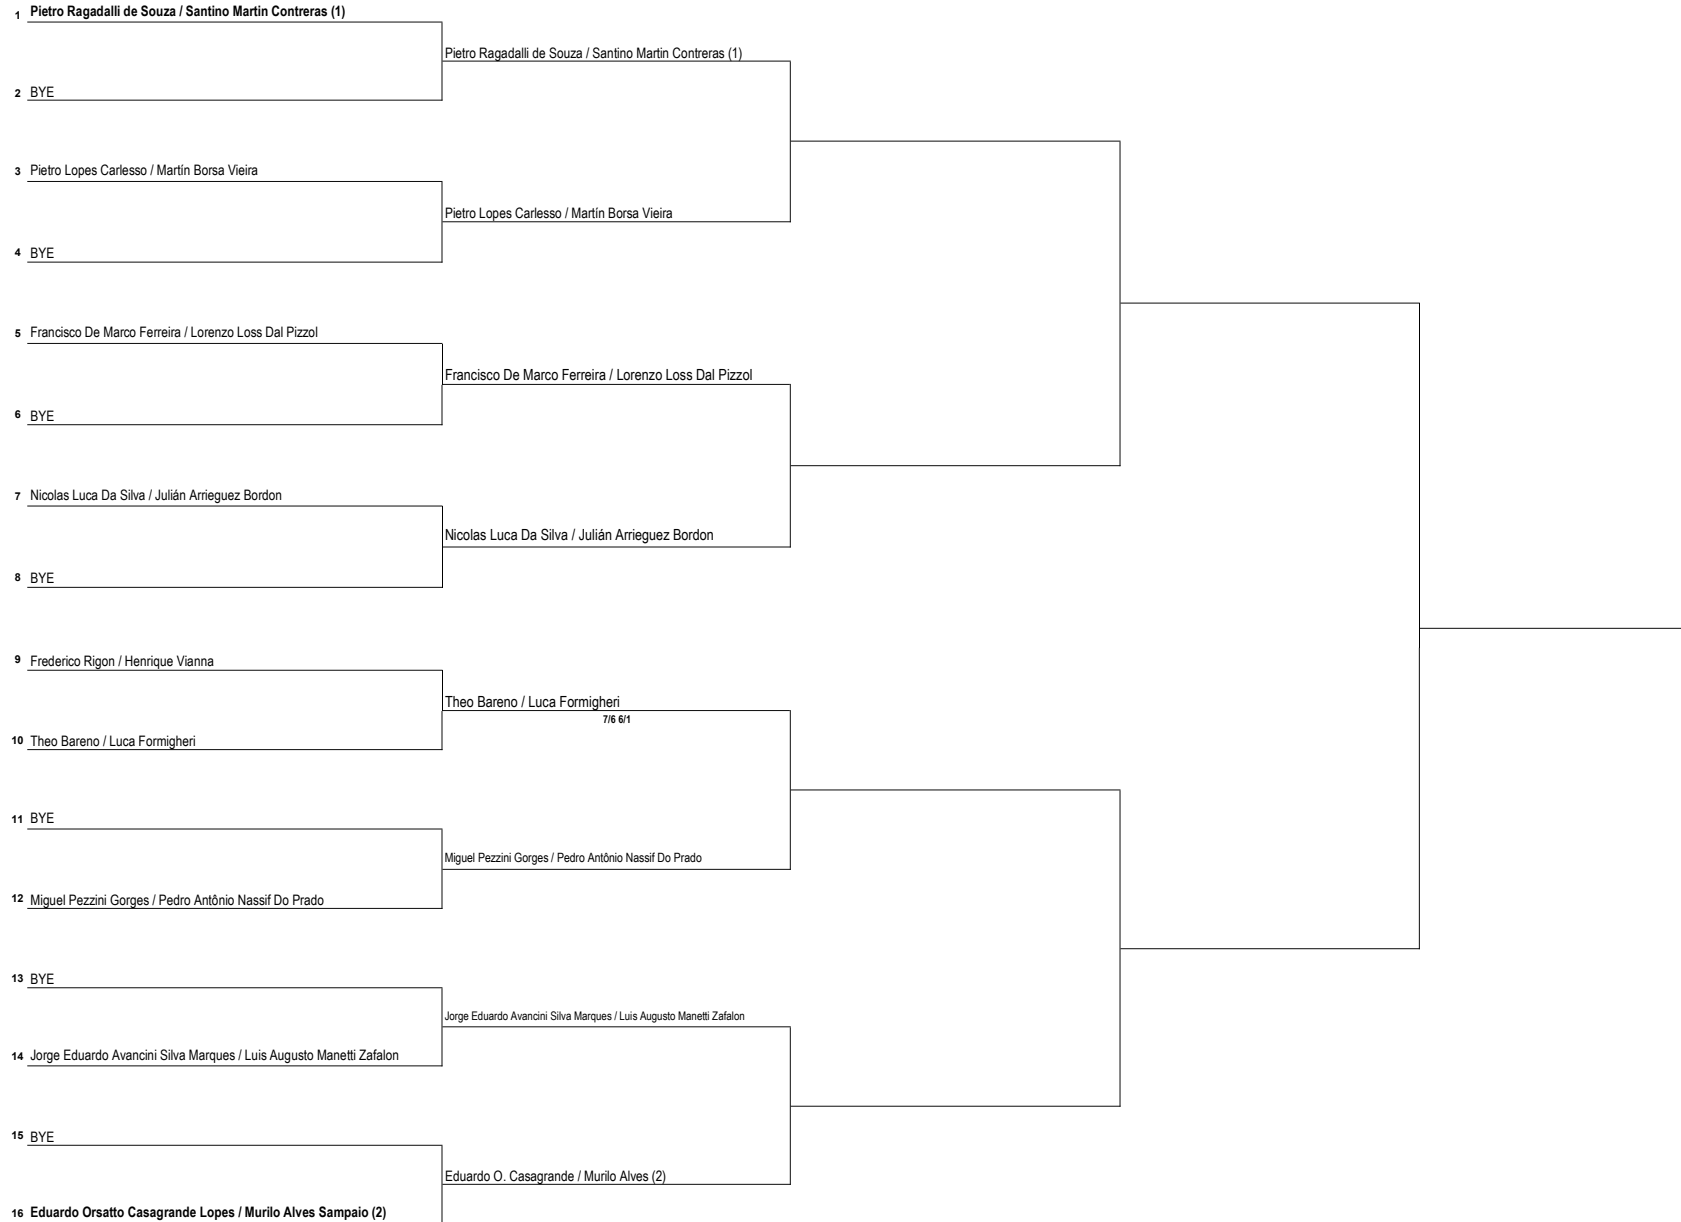 1 Pietro Ragadalli de Souza / Santino Martin Contreras (1)
Pietro Ragadalli de Souza / Santino Martin Contreras (1)
2 BYE
3 Pietro Lopes Carlesso / Martín Borsa Vieira
Pietro Lopes Carlesso / Martín Borsa Vieira
4 BYE
5 Francisco De Marco Ferreira / Lorenzo Loss Dal Pizzol
Francisco De Marco Ferreira / Lorenzo Loss Dal Pizzol
6 BYE
7 Nicolas Luca Da Silva / Julián Arrieguez Bordon
Nicolas Luca Da Silva / Julián Arrieguez Bordon
8 BYE
9 Frederico Rigon / Henrique Vianna
Theo Bareno / Luca Formigheri
7/6 6/1
10 Theo Bareno / Luca Formigheri
11 BYE
Miguel Pezzini Gorges / Pedro Antônio Nassif Do Prado
12 Miguel Pezzini Gorges / Pedro Antônio Nassif Do Prado
13 BYE
Jorge Eduardo Avancini Silva Marques / Luis Augusto Manetti Zafalon
14 Jorge Eduardo Avancini Silva Marques / Luis Augusto Manetti Zafalon
15 BYE
Eduardo O. Casagrande / Murilo Alves (2)
16 Eduardo Orsatto Casagrande Lopes / Murilo Alves Sampaio (2)